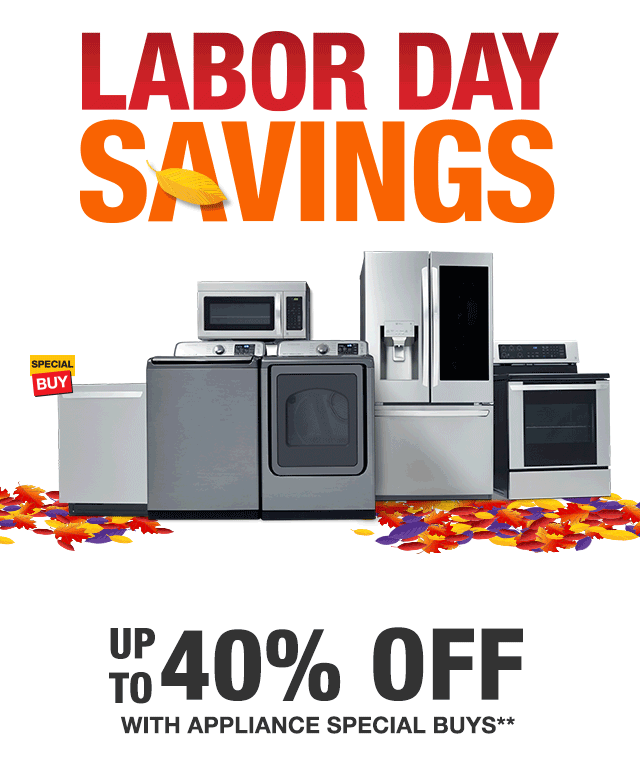 LABOR DAY
SAVINGS
SPECIAL
BUY
UP
TO 40% OFF
WITH APPLIANCE SPECIAL BUYS**